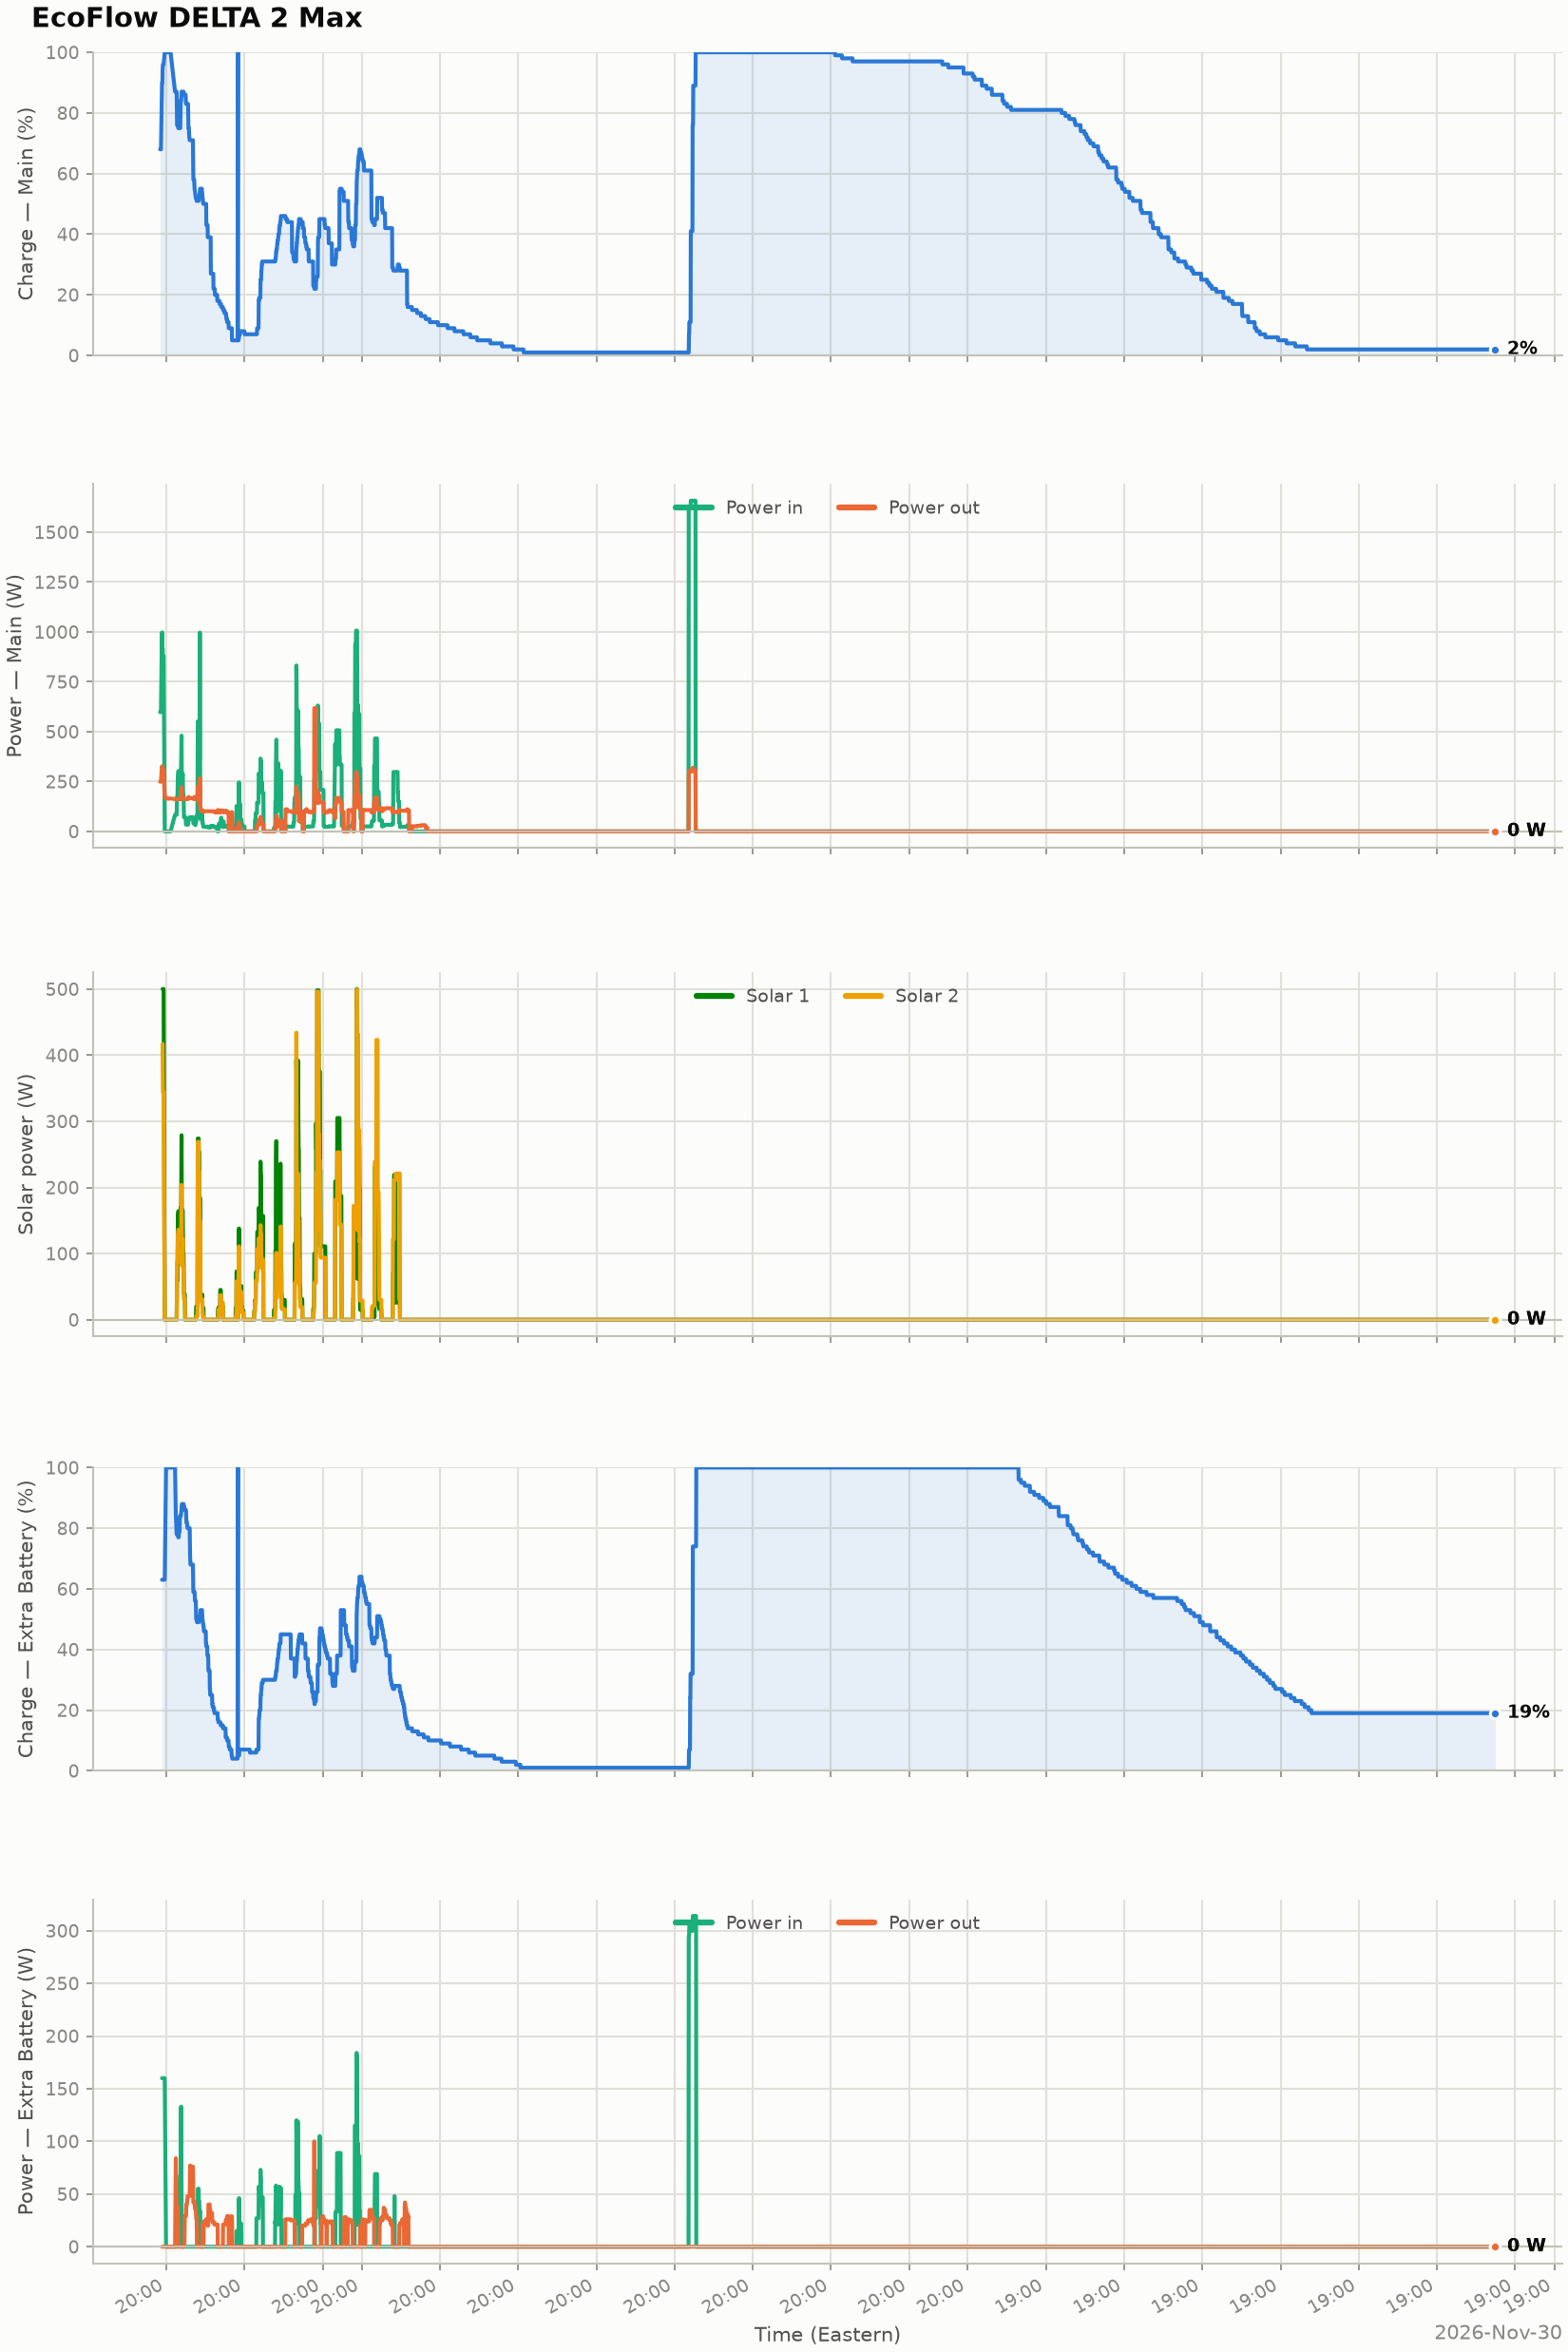 EcoFlow DELTA 2 Max
Charge — Main (%)
100
80
60
40
20
0
2%
Power — Main (W)
Power in
Power out
1500
1250
1000
750
500
250
0
0 W
Solar power (W)
Solar 1
Solar 2
500
400
300
200
100
0
0 W
Charge — Extra Battery (%)
100
80
60
40
20
0
19%
Power — Extra Battery (W)
Power in
Power out
300
250
200
150
100
50
0
0 W
20:00 20:00 20:00 20:00 20:00 20:00 20:00 20:00 20:00 20:00 20:00 20:00 19:00 19:00 19:00 19:00 19:00 19:00 19:00 19:00
Time (Eastern)
2026-Nov-30